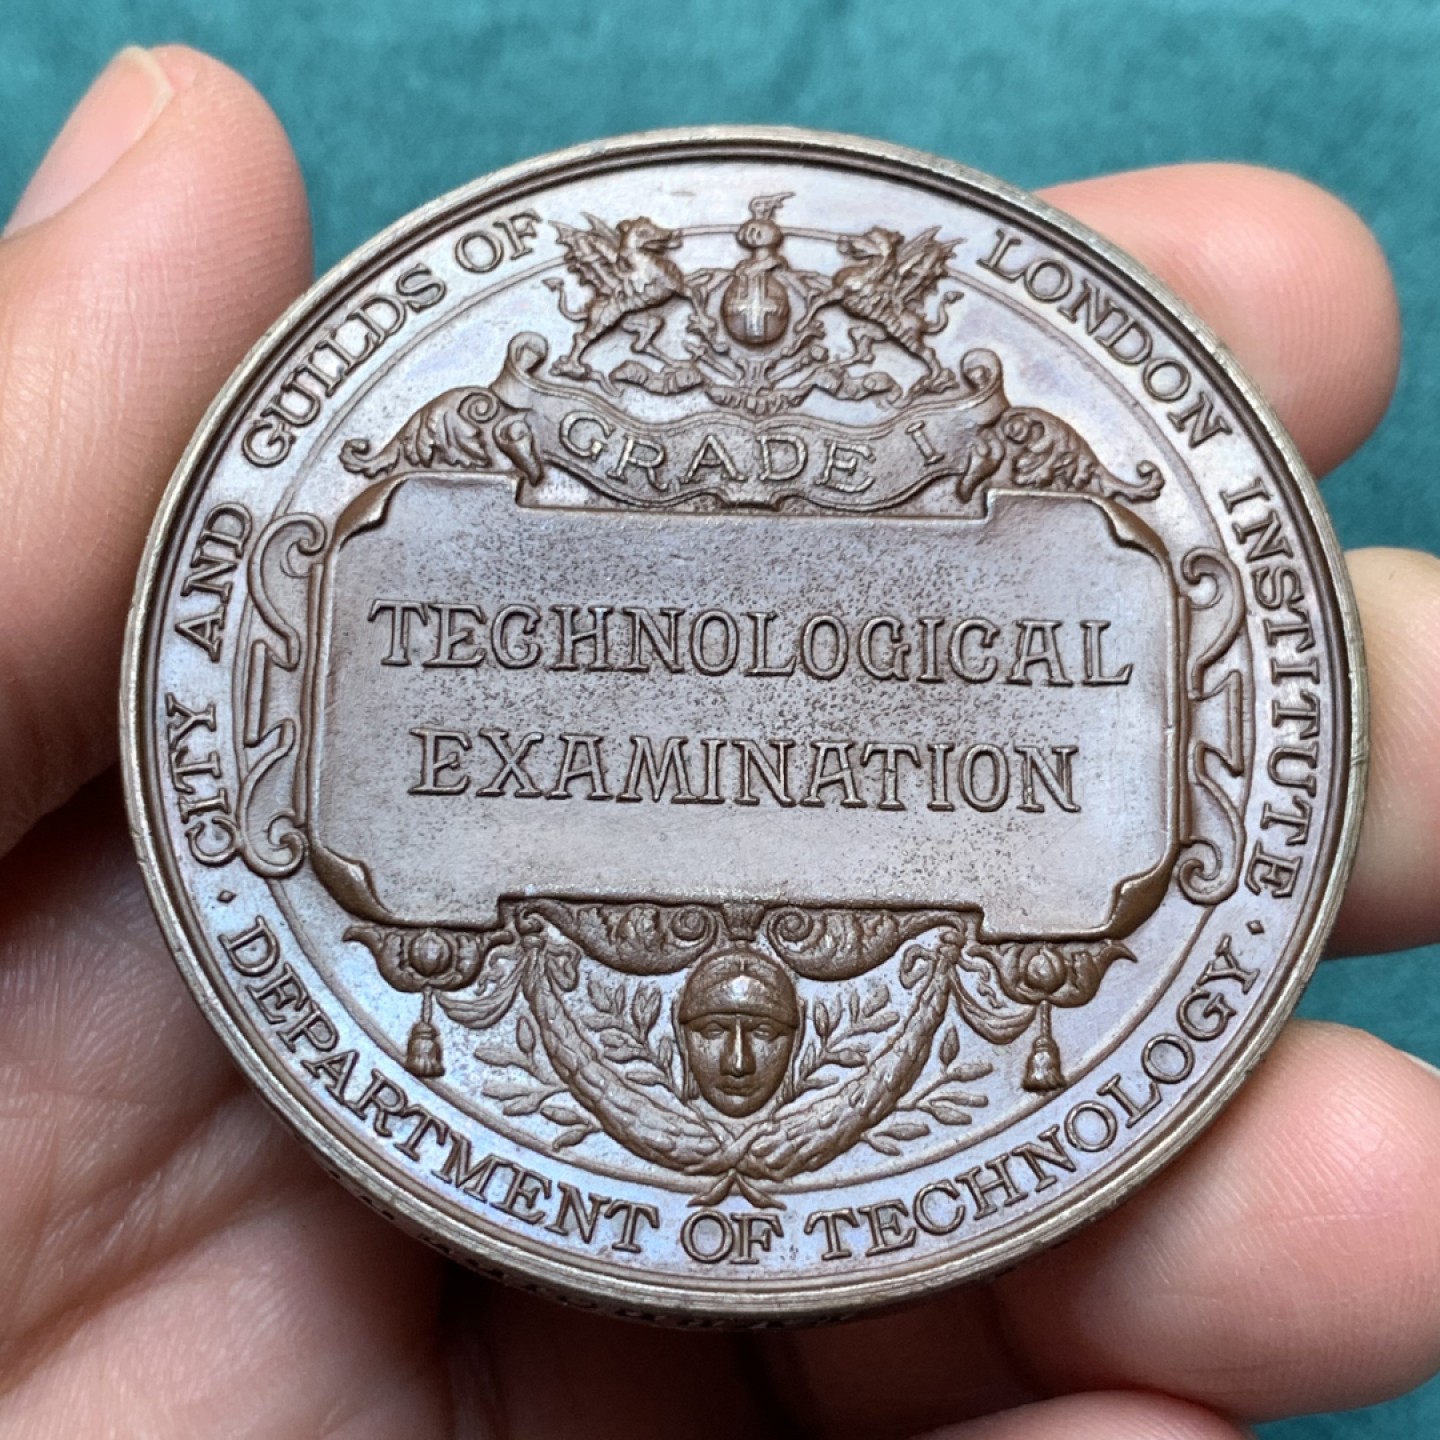 CITY AND GUILDS OF LONDON INSTITUTE
GRADE I
TECHNOLOGICAL
EXAMINATION
· DEPARTMENT OF TECHNOLOGY ·